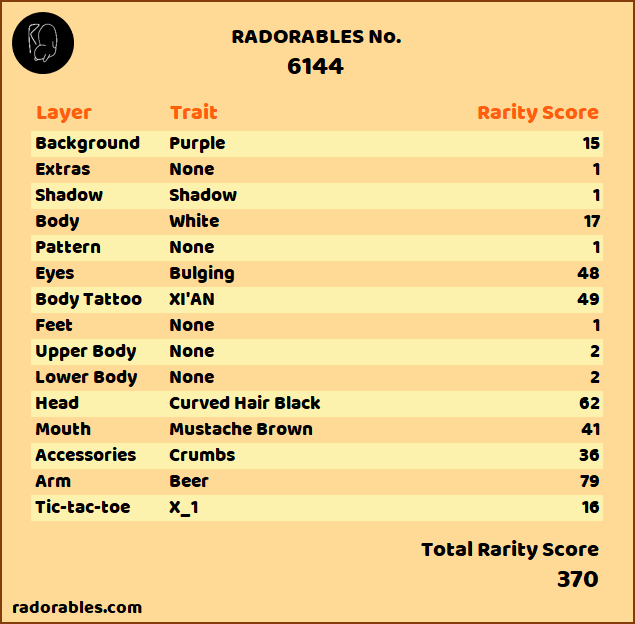 RADORABLES No.
6144
Layer Trait Rarity Score
Background Purple 15
Extras None 1
Shadow Shadow 1
Body White 17
Pattern None 1
Eyes Bulging 48
Body Tattoo XI'AN 49
Feet None 1
Upper Body None 2
Lower Body None 2
Head Curved Hair Black 62
Mouth Mustache Brown 41
Accessories Crumbs 36
Arm Beer 79
Tic-tac-toe X_1 16
Total Rarity Score
370
radorables.com